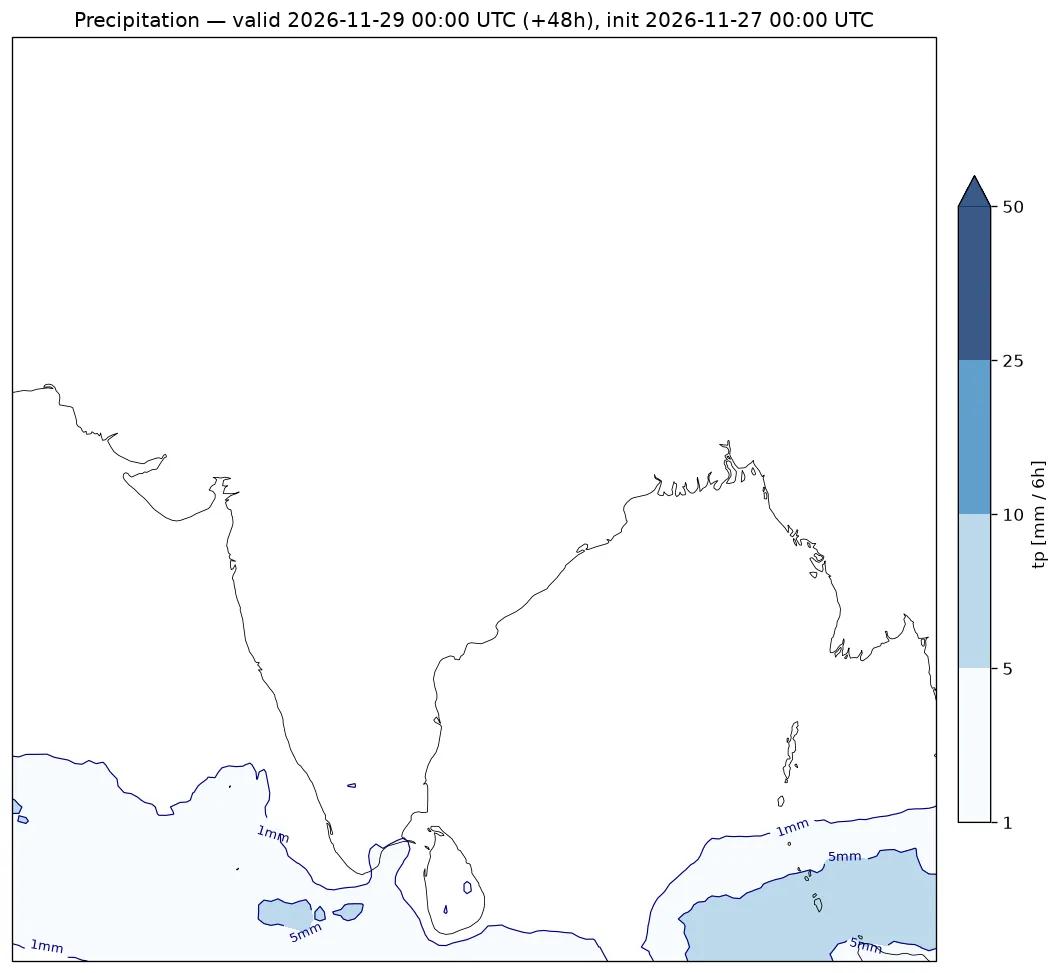 Precipitation — valid 2026-11-29 00:00 UTC (+48h), init 2026-11-27 00:00 UTC
50
25
10
5
1
tp [mm / 6h]
1mm
1mm
5mm
5mm
1mm
5mm